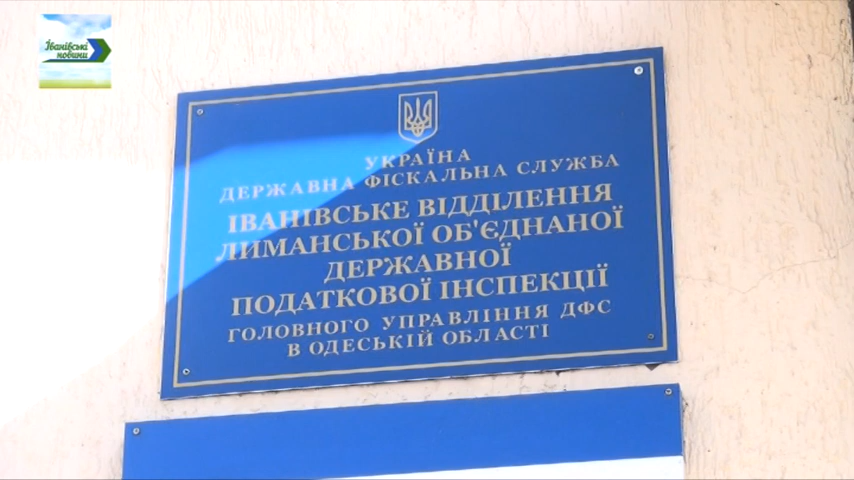 Іванівські
новини
УКРАЇНА
ДЕРЖАВНА ФІСКАЛЬНА СЛУЖБА
ІВАНІВСЬКЕ ВІДДІЛЕННЯ
ЛИМАНСЬКОЇ ОБ'ЄДНАНОЇ
ДЕРЖАВНОЇ
ПОДАТКОВОЇ ІНСПЕКЦІЇ
ГОЛОВНОГО УПРАВЛІННЯ ДФС
В ОДЕСЬКІЙ ОБЛАСТІ